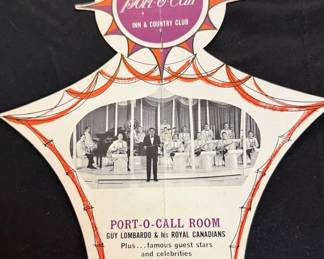 Port-O-Call
INN & COUNTRY CLUB
PORT-O-CALL ROOM
GUY LOMBARDO & his ROYAL CANADIANS
Plus...famous guest stars
and celebrities